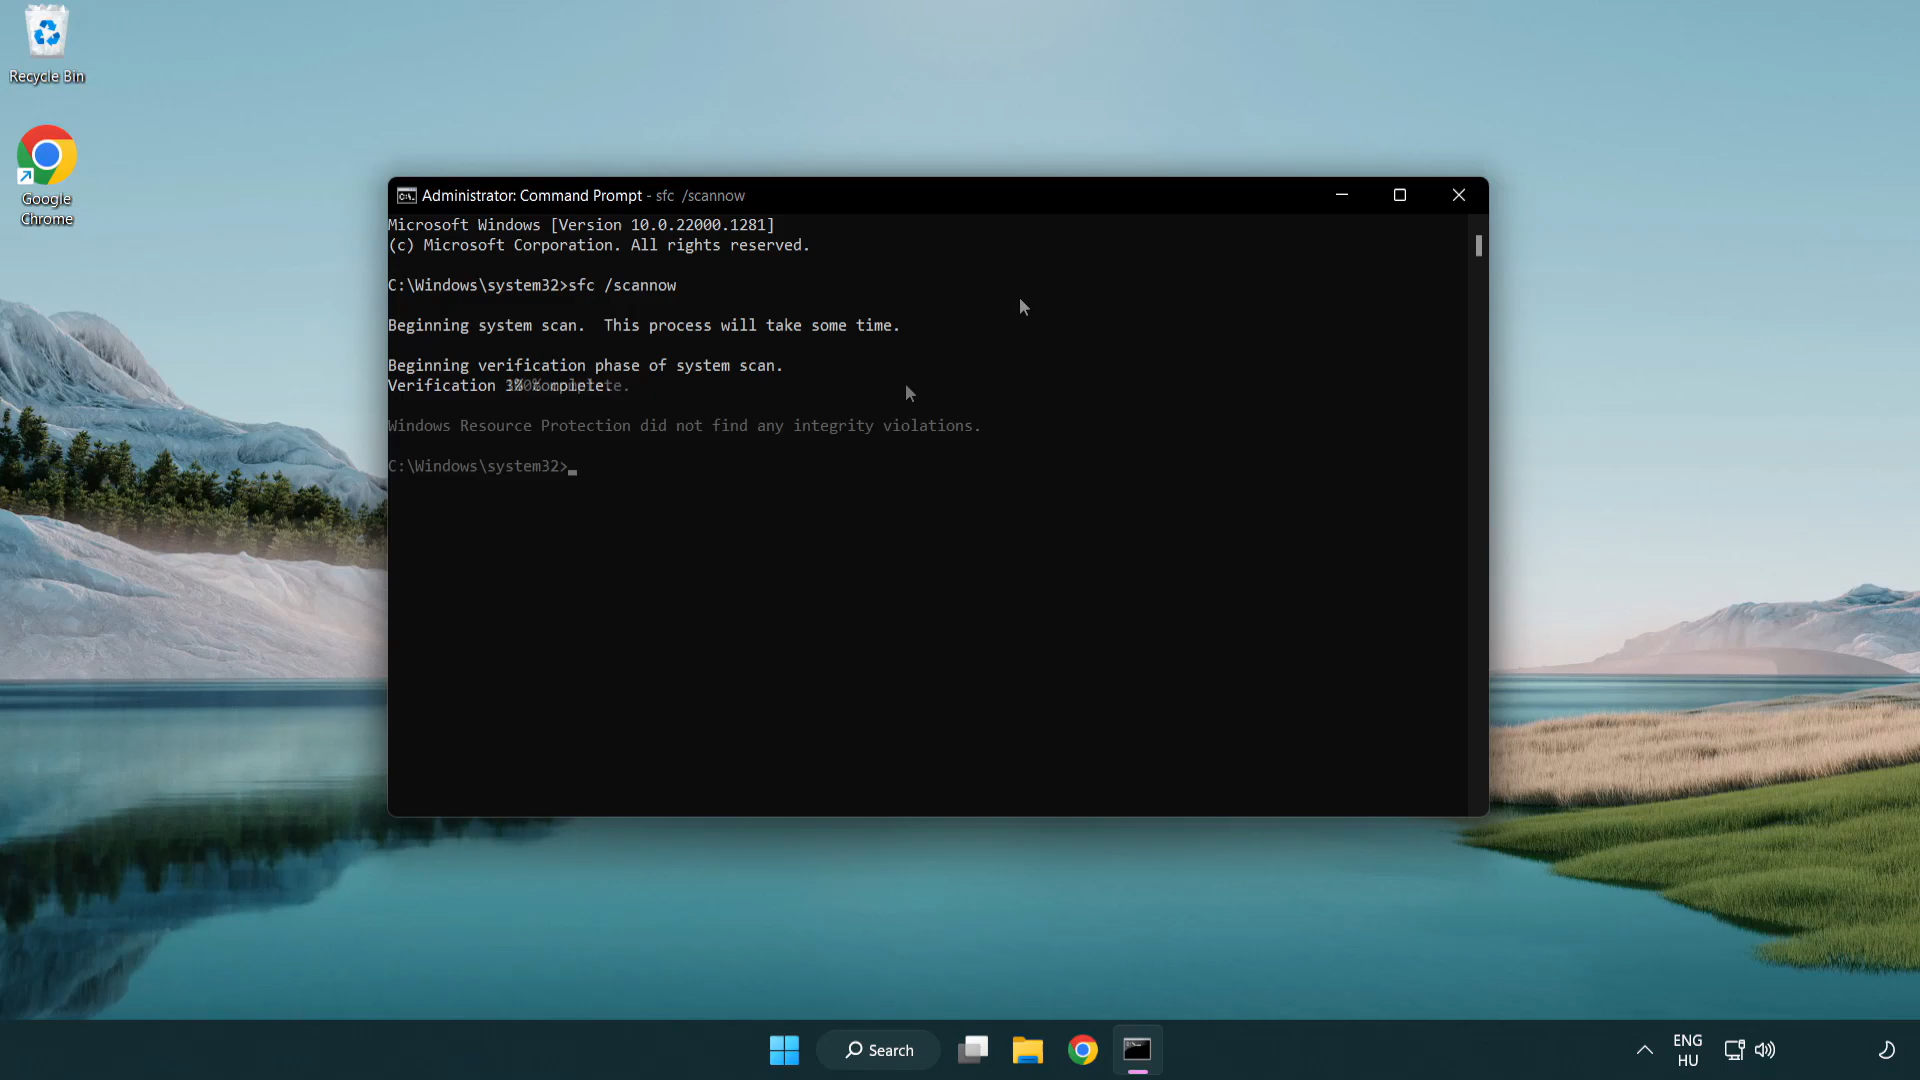 Recycle Bin
Google
Chrome
Administrator: Command Prompt - sfc /scannow
Microsoft Windows [Version 10.0.22000.1281]
(c) Microsoft Corporation. All rights reserved.
C:\Windows\system32>sfc /scannow
Beginning system scan.  This process will take some time.
Beginning verification phase of system scan.
Verification
Windows Resource Protection did not find any integrity violations.
C:\Windows\system32>
Search
ENG
HU